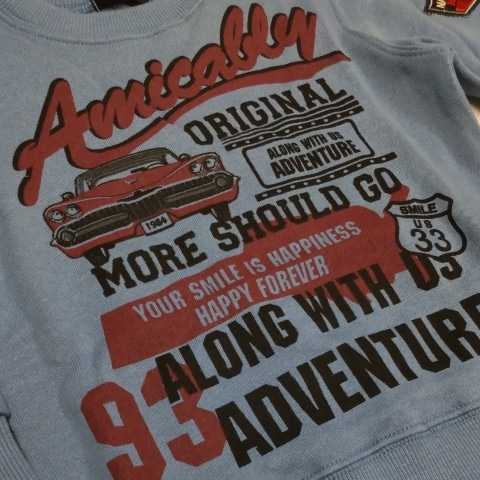 Amicably
ORIGINAL
ALONG WITH US
ADVENTURE
1964
MORE SHOULD GO
SMILE
US
33
YOUR SMILE IS HAPPINESS
HAPPY FOREVER
ALONG WITH US
93 ADVENTURE